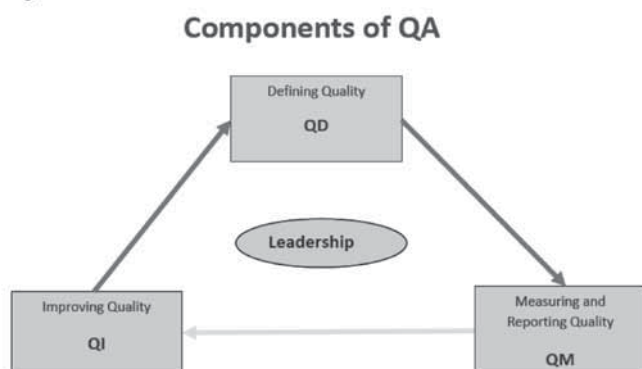 Components of QA
Defining Quality
QD
Leadership
Improving Quality
QI
Measuring and
Reporting Quality
QM